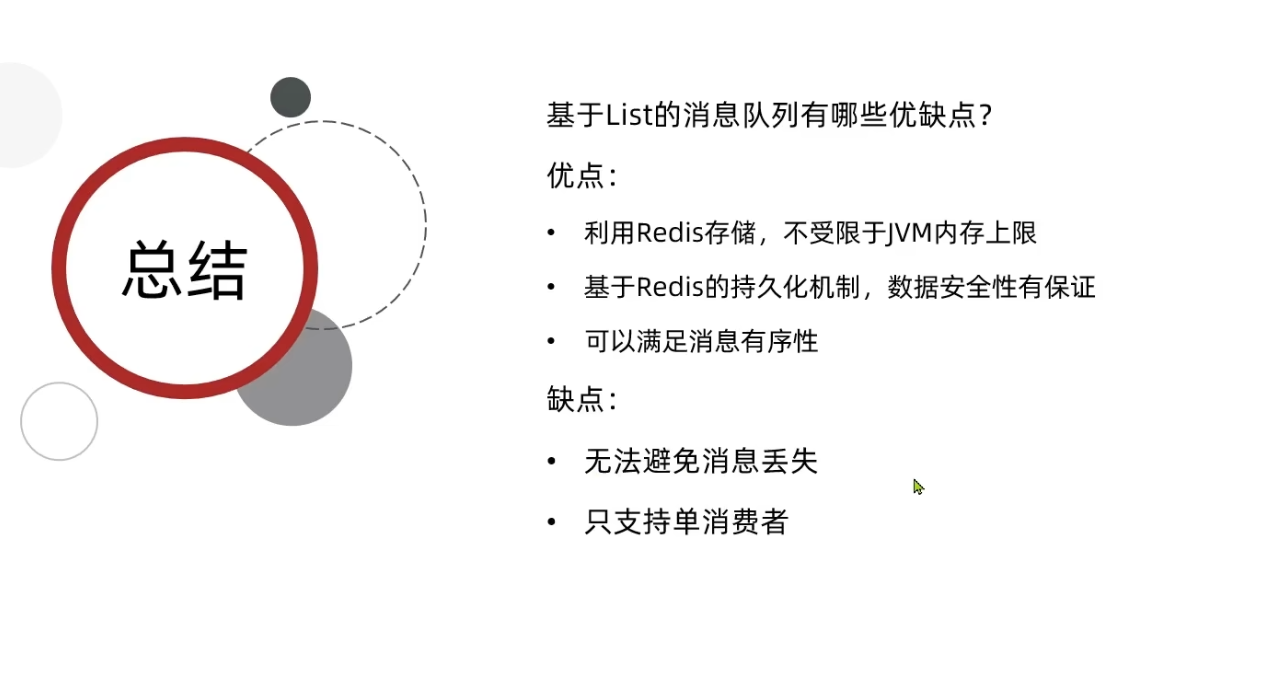 总结
基于List的消息队列有哪些优缺点？
优点：
• 利用Redis存储，不受限于JVM内存上限
• 基于Redis的持久化机制，数据安全性有保证
• 可以满足消息有序性
缺点：
• 无法避免消息丢失
• 只支持单消费者